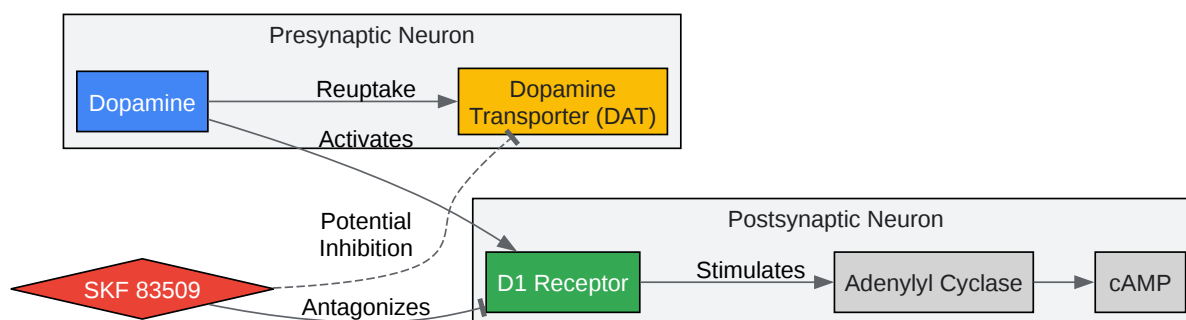 Presynaptic Neuron
Dopamine
Reuptake
Dopamine
Transporter (DAT)
Activates
Potential
Inhibition
Postsynaptic Neuron
SKF 83509
Antagonizes
D1 Receptor
Stimulates
Adenylyl Cyclase
cAMP